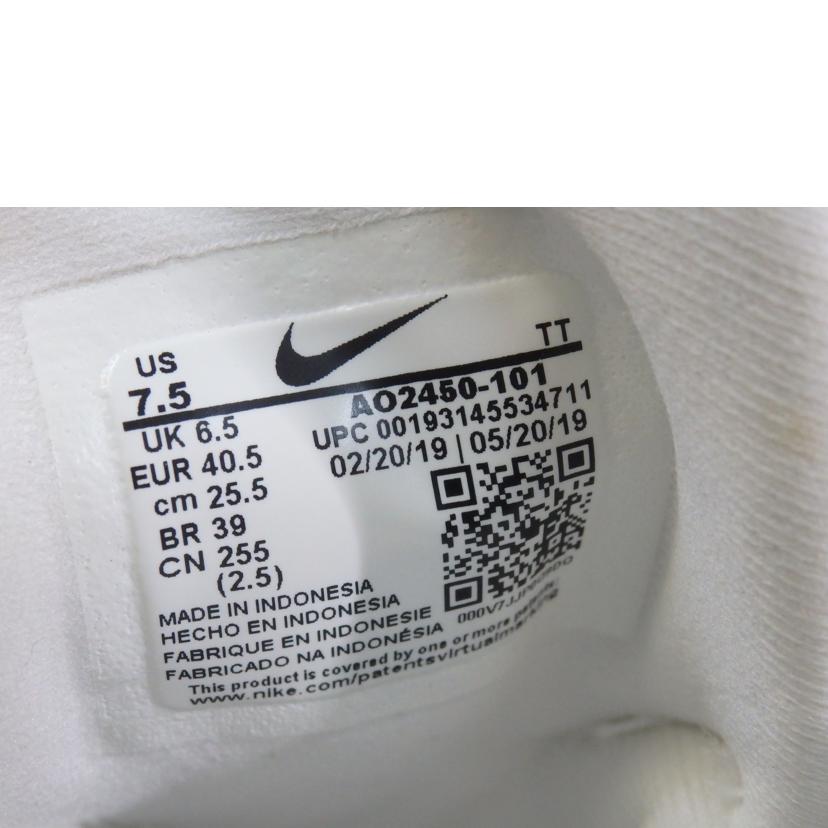 US
TT
7.5
AO2450-101
UK 6.5
UPC 00193145534711
EUR 40.5
02/20/19 | 05/20/19
cm 25.5
BR 39
CN 255
(2.5)
MADE IN INDONESIA
HECHO EN INDONESIA
FABRIQUE EN INDONESIE
FABRICADO NA INDONÉSIA
This product is covered by one or more
www.nike.com/patentsvirtualmarking